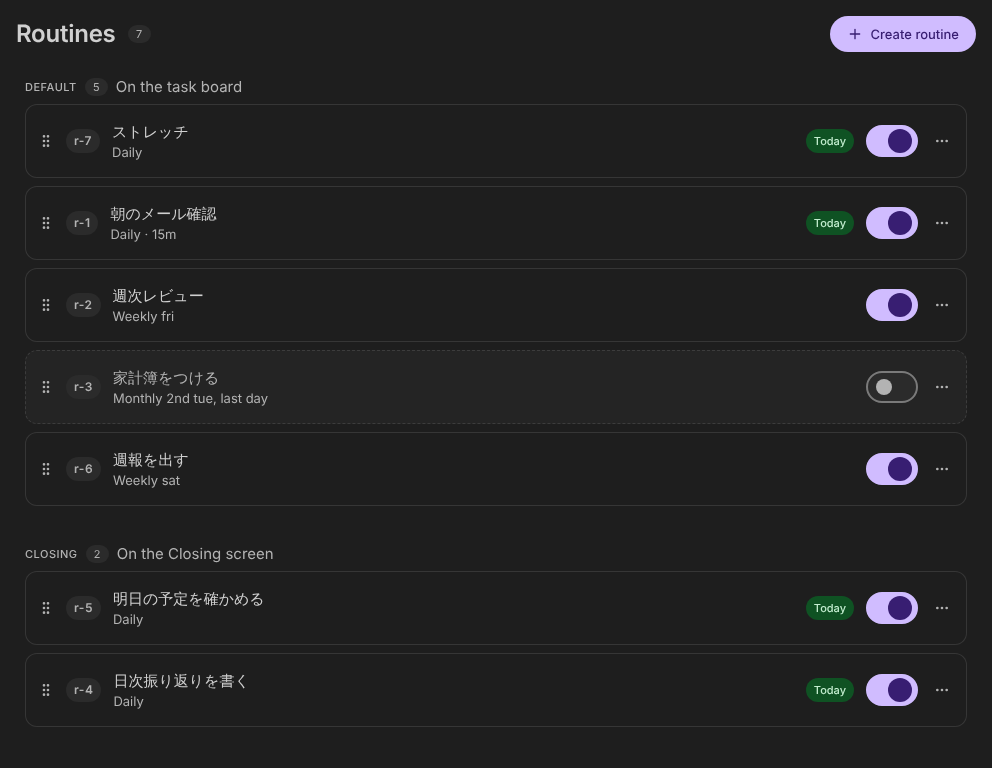 Routines 7
+ Create routine
DEFAULT 5 On the task board
r-7
ストレッチ
Daily
Today
r-1
朝のメール確認
Daily · 15m
Today
r-2
週次レビュー
Weekly fri
r-3
家計簿をつける
Monthly 2nd tue, last day
r-6
週報を出す
Weekly sat
CLOSING 2 On the Closing screen
r-5
明日の予定を確かめる
Daily
Today
r-4
日次振り返りを書く
Daily
Today